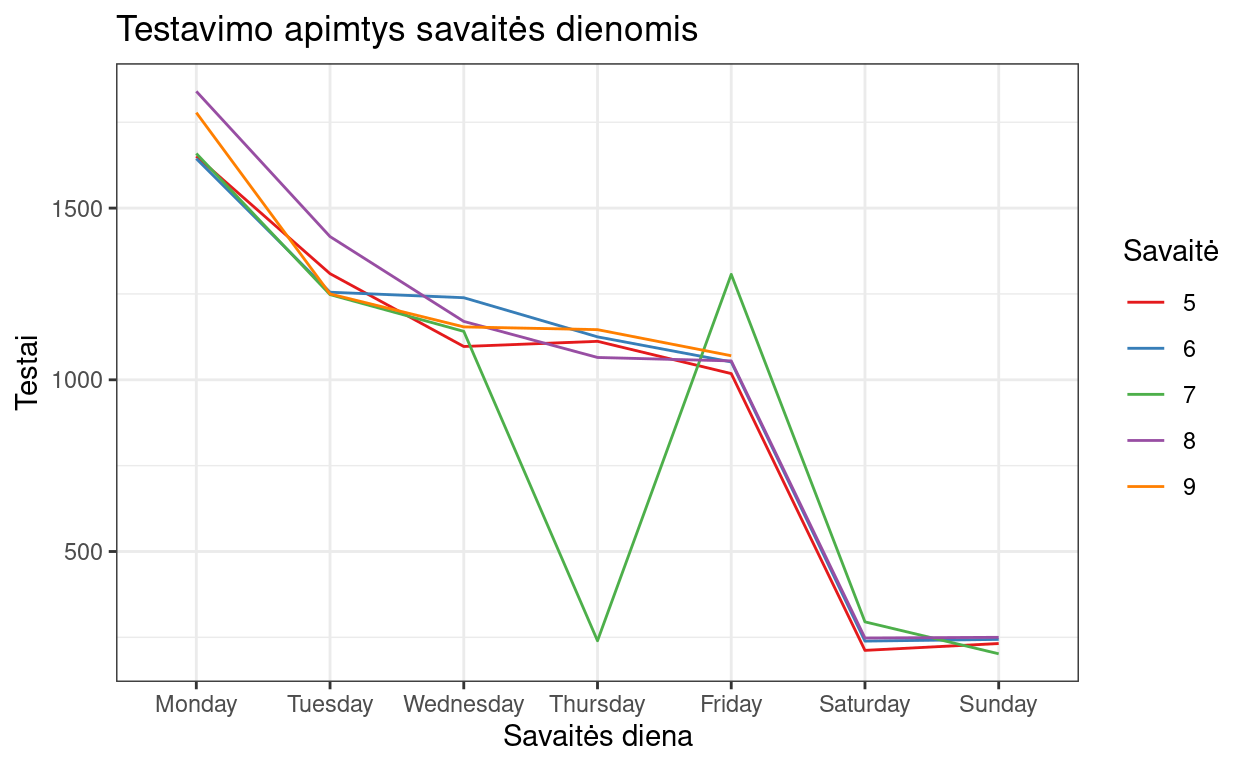 Testavimo apimtys savaitės dienomis
Testai
1500
1000
500
Monday Tuesday Wednesday Thursday Friday Saturday Sunday
Savaitės diena
Savaitė
5
6
7
8
9